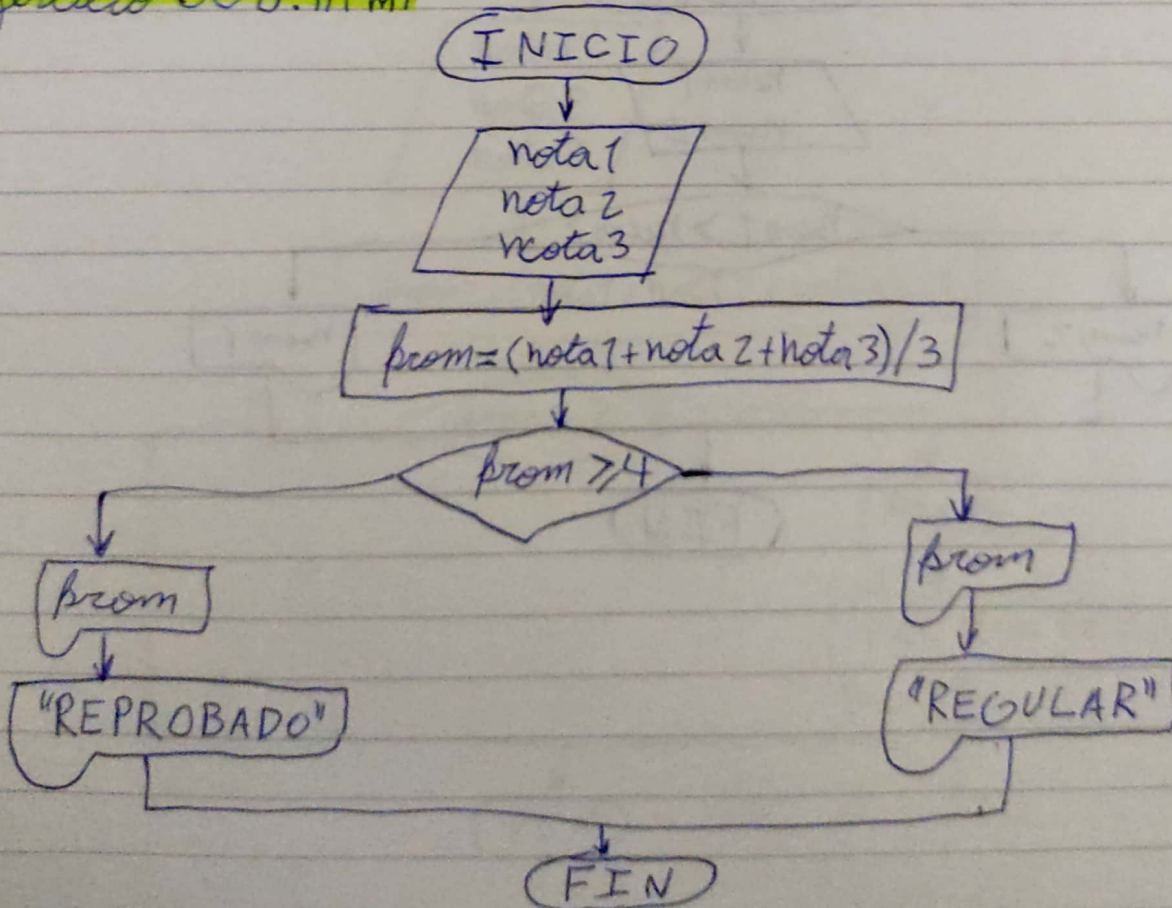 INICIO
nota1
nota2
nota3
prom=(nota1+nota2+nota3)/3
prom≥4
prom
prom
"REPROBADO"
"REGULAR"
FIN